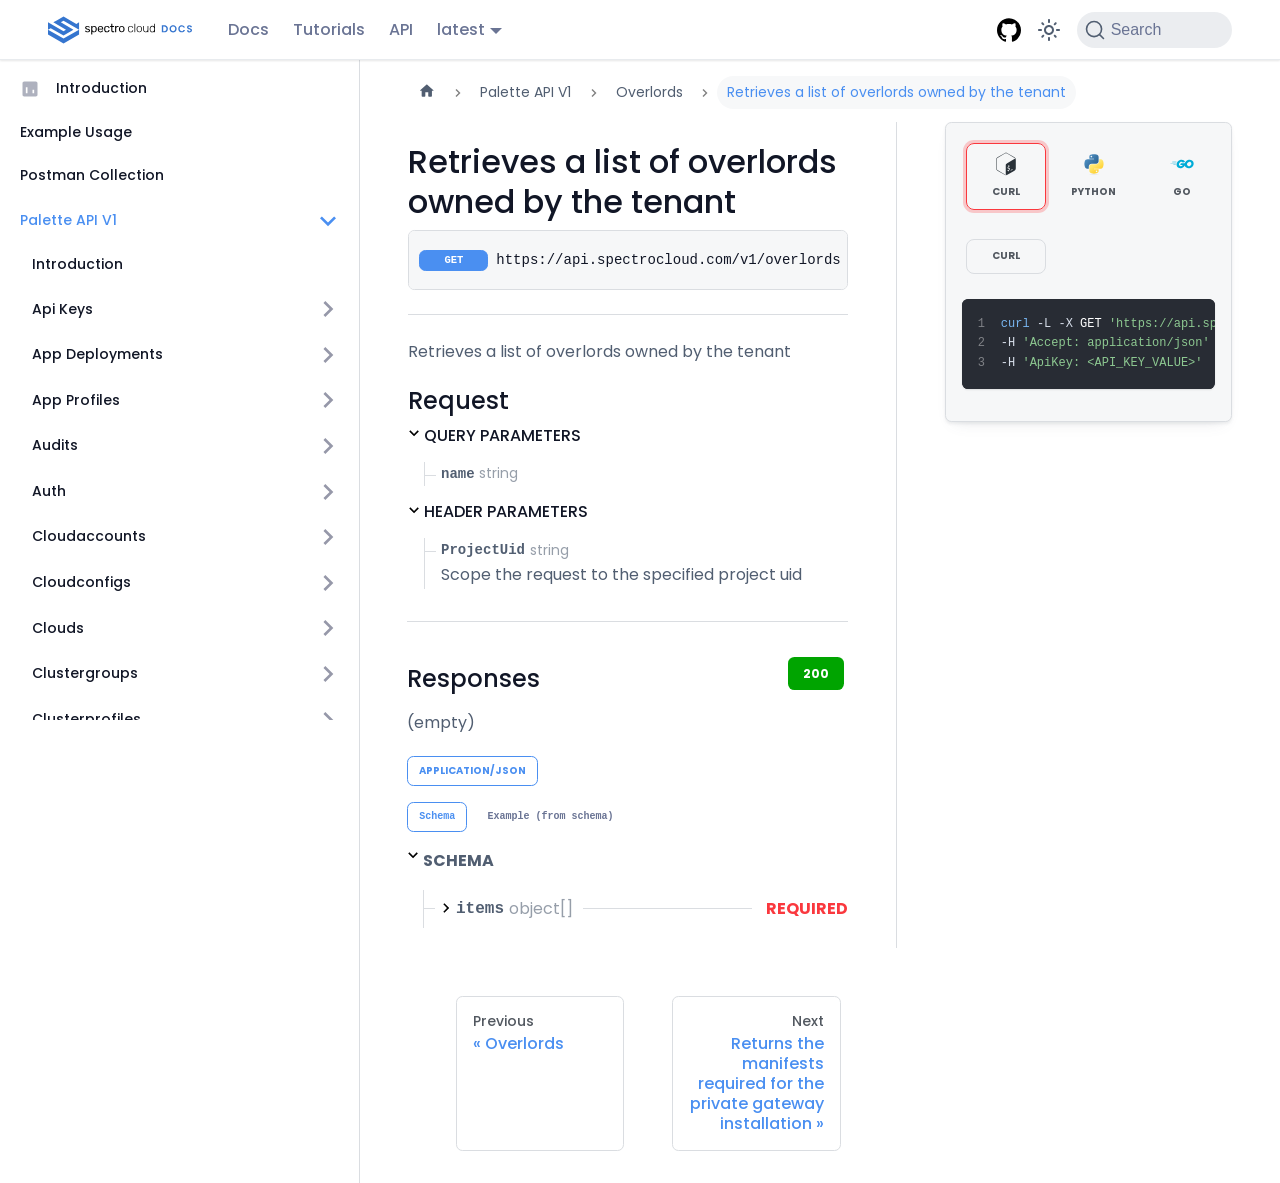 spectro cloud DOCS
Docs
Tutorials
API
latest
Search
Introduction
Example Usage
Postman Collection
Palette API V1
Introduction
Api Keys
App Deployments
App Profiles
Audits
Auth
Cloudaccounts
Cloudconfigs
Clouds
Clustergroups
Clusterprofiles
Palette API V1
Overlords
Retrieves a list of overlords owned by the tenant
Retrieves a list of overlords
owned by the tenant
GET https://api.spectrocloud.com/v1/overlords
Retrieves a list of overlords owned by the tenant
Request
QUERY PARAMETERS
name string
HEADER PARAMETERS
ProjectUid string
Scope the request to the specified project uid
Responses
200
(empty)
APPLICATION/JSON
Schema
Example (from schema)
SCHEMA
items object[]
REQUIRED
Previous
« Overlords
Next
Returns the
manifests
required for the
private gateway
installation »
CURL
PYTHON
GO
CURL
1 curl -L -X GET 'https://api.sp
2 -H 'Accept: application/json'
3 -H 'ApiKey: <API_KEY_VALUE>'